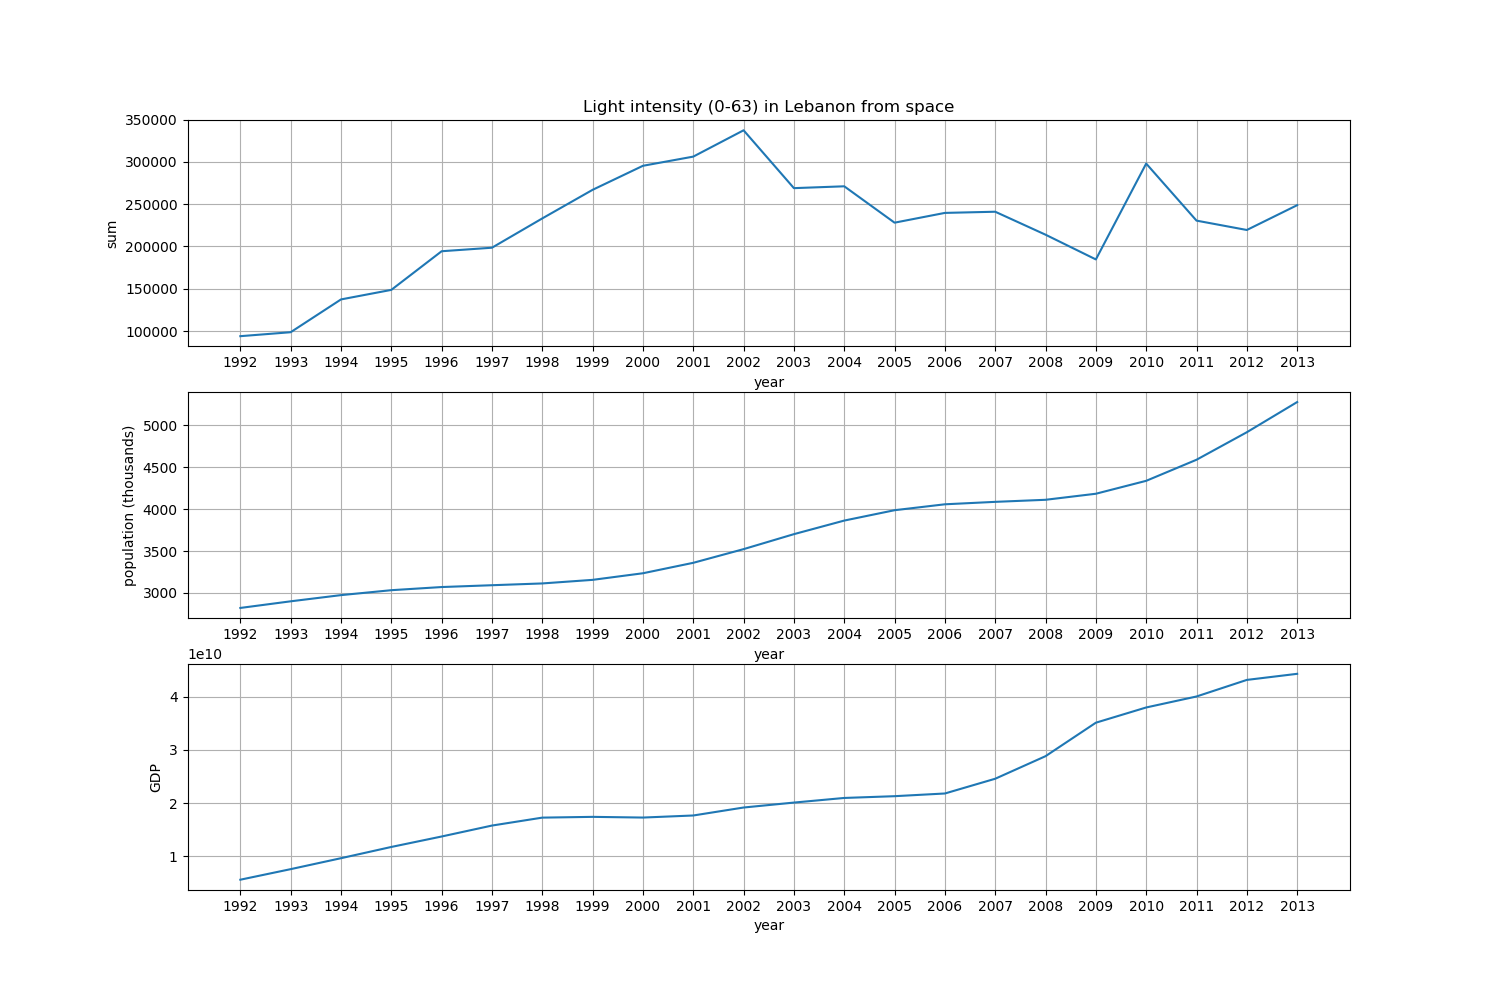 Light intensity (0-63) in Lebanon from space
350000
300000
250000
200000
150000
100000
sum
1992 1993 1994 1995 1996 1997 1998 1999 2000 2001 2002 2003 2004 2005 2006 2007 2008 2009 2010 2011 2012 2013
year
5000
4500
4000
3500
3000
population (thousands)
1992 1993 1994 1995 1996 1997 1998 1999 2000 2001 2002 2003 2004 2005 2006 2007 2008 2009 2010 2011 2012 2013
year
1e10
4
3
2
1
GDP
1992 1993 1994 1995 1996 1997 1998 1999 2000 2001 2002 2003 2004 2005 2006 2007 2008 2009 2010 2011 2012 2013
year